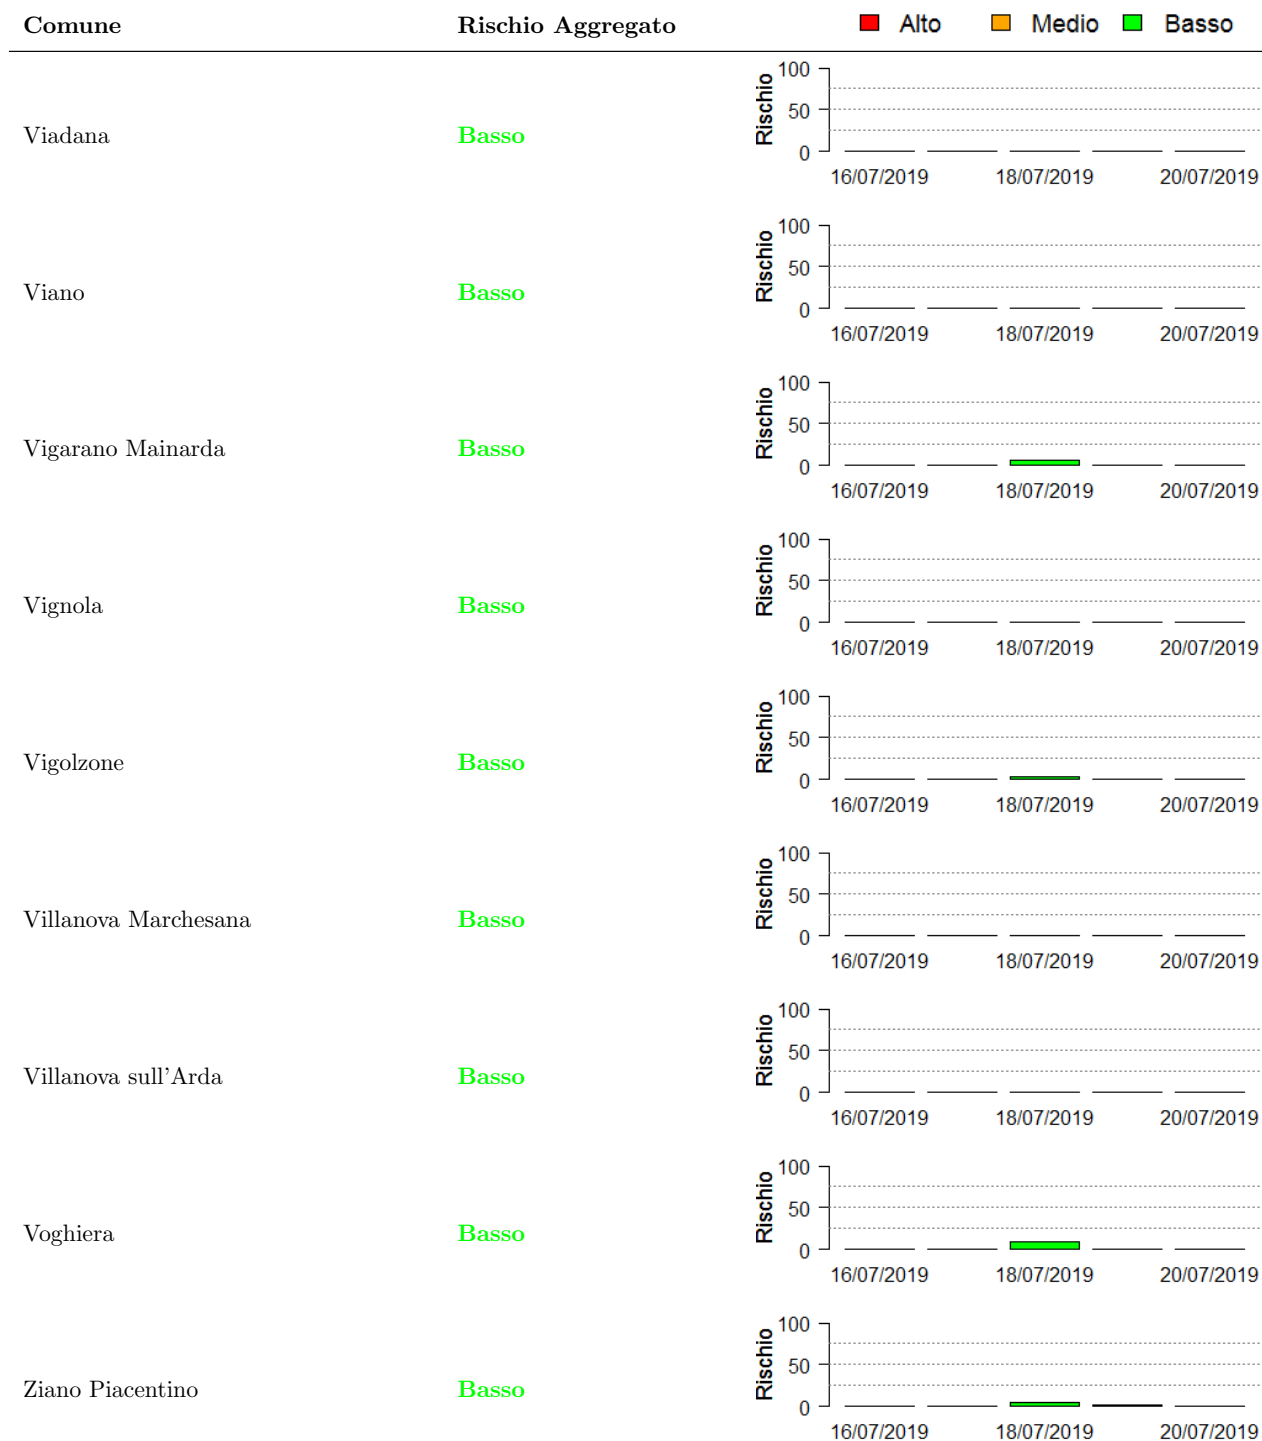 Comune Rischio Aggregato Alto Medio Basso
Viadana Basso Rischio 100 50 0
16/07/2019 18/07/2019 20/07/2019
Viano Basso Rischio 100 50 0
16/07/2019 18/07/2019 20/07/2019
Vigarano Mainarda Basso Rischio 100 50 0
16/07/2019 18/07/2019 20/07/2019
Vignola Basso Rischio 100 50 0
16/07/2019 18/07/2019 20/07/2019
Vigolzone Basso Rischio 100 50 0
16/07/2019 18/07/2019 20/07/2019
Villanova Marchesana Basso Rischio 100 50 0
16/07/2019 18/07/2019 20/07/2019
Villanova sull'Arda Basso Rischio 100 50 0
16/07/2019 18/07/2019 20/07/2019
Voghiera Basso Rischio 100 50 0
16/07/2019 18/07/2019 20/07/2019
Ziano Piacentino Basso Rischio 100 50 0
16/07/2019 18/07/2019 20/07/2019